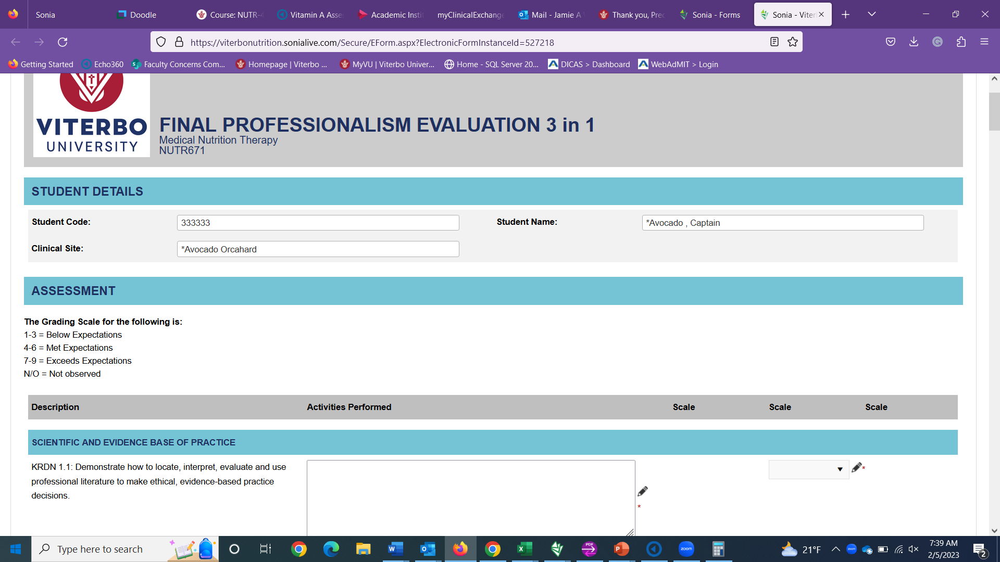 Sonia
Doodle
Course: NUTR-4
Vitamin A Asse
Academic Insti
myClinicalExchange
Mail - Jamie A
Thank you, Prec
Sonia - Forms
Sonia - Viter
https://viterbonutrition.sonialive.com/Secure/EForm.aspx?ElectronicFormInstanceId=527218
Getting Started
Echo360
Faculty Concerns Com...
Homepage | Viterbo ...
MyVU | Viterbo Univer...
Home - SQL Server 20...
DICAS > Dashboard
WebAdMIT > Login
VITERBO
UNIVERSITY
FINAL PROFESSIONALISM EVALUATION 3 in 1
Medical Nutrition Therapy
NUTR671
STUDENT DETAILS
Student Code: 333333
Student Name: *Avocado , Captain
Clinical Site: *Avocado Orcahard
ASSESSMENT
The Grading Scale for the following is:
1-3 = Below Expectations
4-6 = Met Expectations
7-9 = Exceeds Expectations
N/O = Not observed
Description Activities Performed Scale Scale Scale
SCIENTIFIC AND EVIDENCE BASE OF PRACTICE
KRDN 1.1: Demonstrate how to locate, interpret, evaluate and use
professional literature to make ethical, evidence-based practice
decisions.
*
*
Type here to search
PDF
zoom
21°F
zoom
7:39 AM
2/5/2023
2